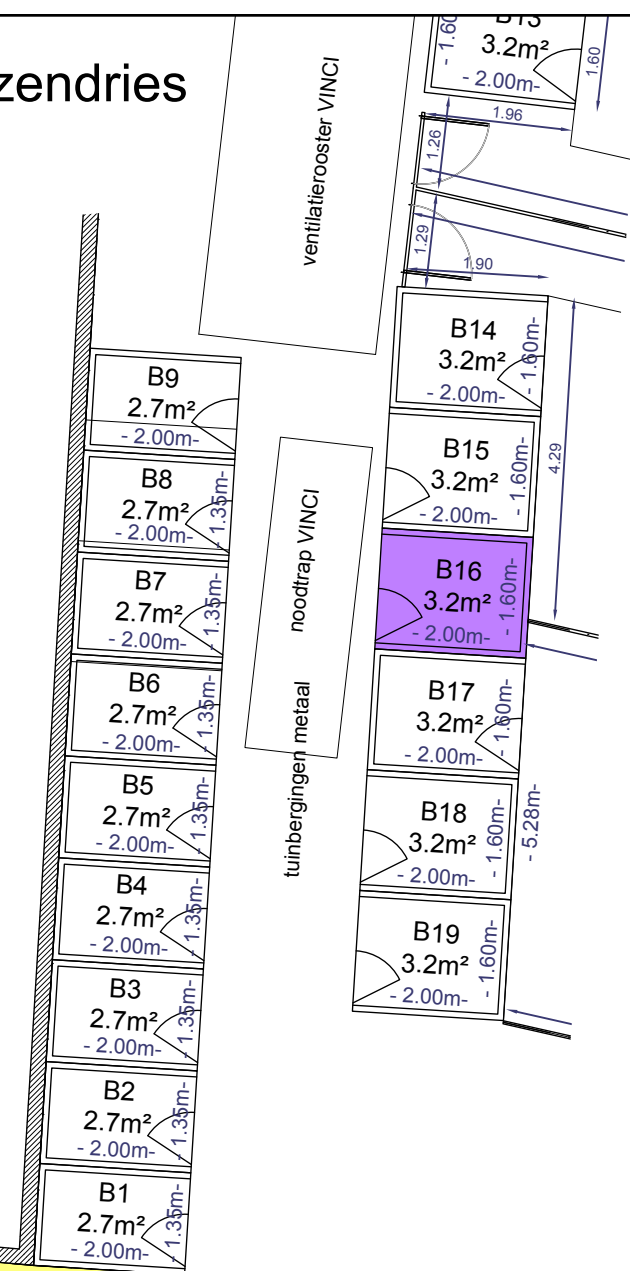 zendries
ventilatierooster VINCI
B13
3.2m²
- 2.00m-
- 1.60
1.60
1.96
1.26
1.29
1.90
B14
3.2m²
- 2.00m-
- 1.60m-
B15
3.2m²
- 2.00m-
- 1.60m-
4.29
B16
3.2m²
- 2.00m-
- 1.60m-
B17
3.2m²
- 2.00m-
- 1.60m-
B18
3.2m²
- 2.00m-
- 1.60m-
- 5.28m-
B19
3.2m²
- 2.00m-
- 1.60m-
noodtrap VINCI
tuinbergingen metaal
B9
2.7m²
- 2.00m-
B8
2.7m²
- 2.00m-
- 1.35m-
B7
2.7m²
- 2.00m-
- 1.35m-
B6
2.7m²
- 2.00m-
- 1.35m-
B5
2.7m²
- 2.00m-
- 1.35m-
B4
2.7m²
- 2.00m-
- 1.35m-
B3
2.7m²
- 2.00m-
- 1.35m-
B2
2.7m²
- 2.00m-
- 1.35m-
B1
2.7m²
- 2.00m-
- 1.35m-